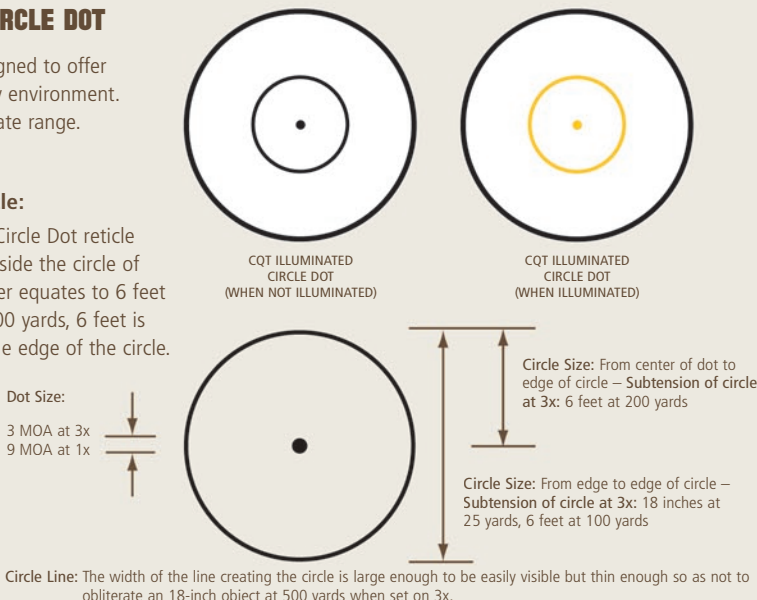 RCLE DOT
gned to offer
environment.
ate range.
le:
Circle Dot reticle
side the circle of
er equates to 6 feet
00 yards, 6 feet is
e edge of the circle.
CQT ILLUMINATED
CIRCLE DOT
(WHEN NOT ILLUMINATED)
CQT ILLUMINATED
CIRCLE DOT
(WHEN ILLUMINATED)
Dot Size:
3 MOA at 3x
9 MOA at 1x
Circle Size: From center of dot to
edge of circle – Subtension of circle
at 3x: 6 feet at 200 yards
Circle Size: From edge to edge of circle –
Subtension of circle at 3x: 18 inches at
25 yards, 6 feet at 100 yards
Circle Line: The width of the line creating the circle is large enough to be easily visible but thin enough so as not to
obliterate an 18-inch object at 500 yards when set on 3x.